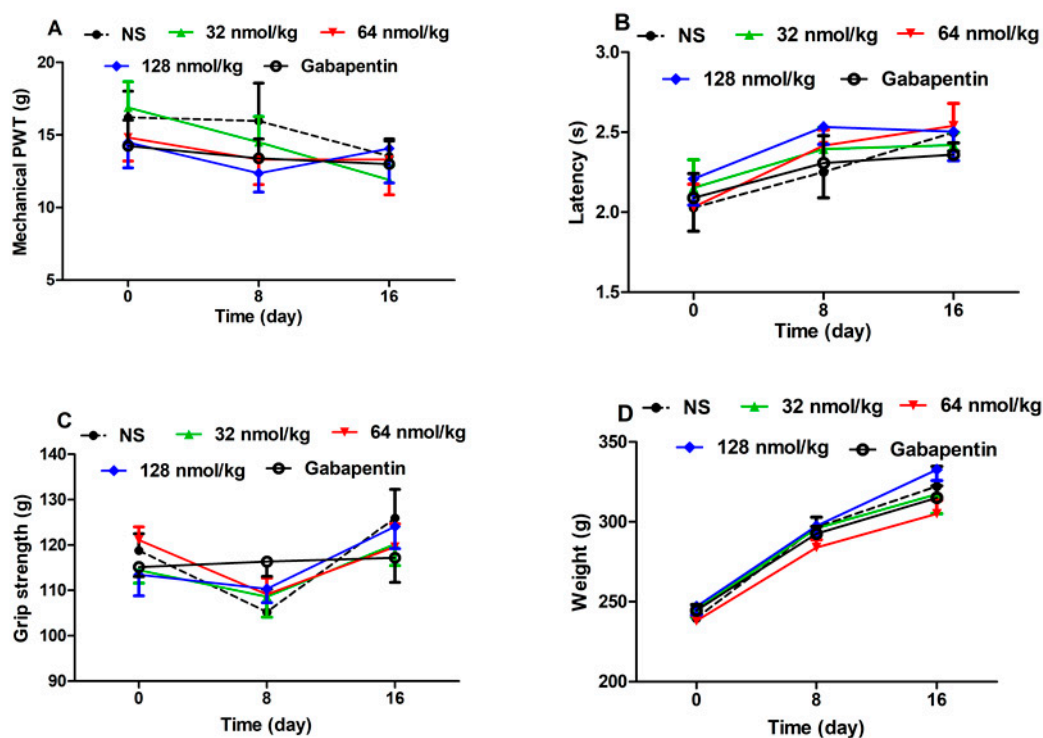 A
NS 32 nmol/kg 64 nmol/kg
128 nmol/kg Gabapentin
Mechanical PWT (g)
20
15
10
5
0 8 16
Time (day)
B
NS 32 nmol/kg 64 nmol/kg
128 nmol/kg Gabapentin
Latency (s)
3.0
2.5
2.0
1.5
0 8 16
Time (day)
C
NS 32 nmol/kg 64 nmol/kg
128 nmol/kg Gabapentin
Grip strength (g)
140
130
120
110
100
90
0 8 16
Time (day)
D
NS 32 nmol/kg 64 nmol/kg
128 nmol/kg Gabapentin
Weight (g)
350
300
250
200
0 8 16
Time (day)